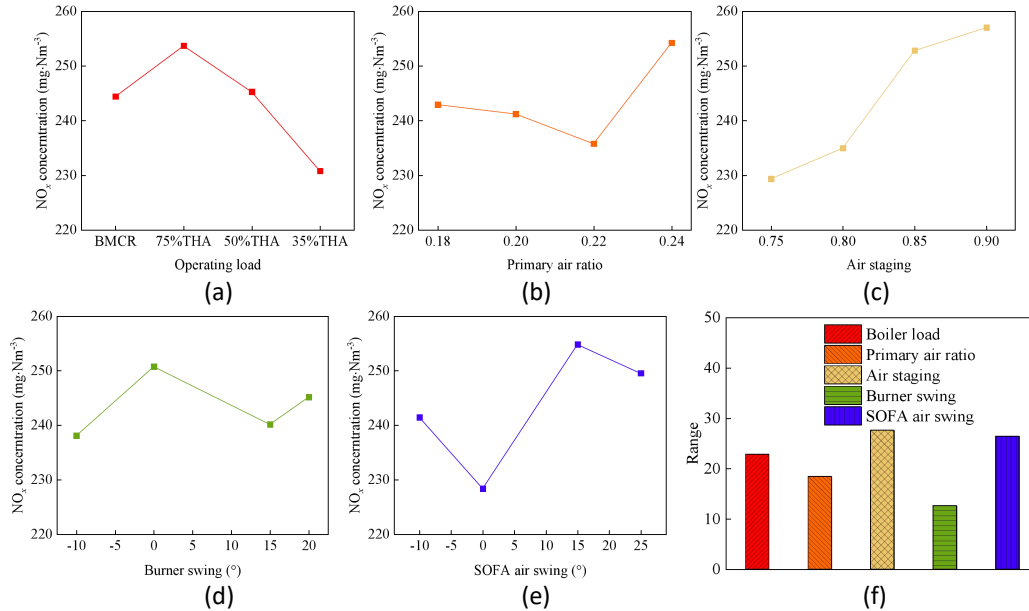 260
250
240
230
220
NOx concerntration (mg·Nm-3)
BMCR 75%THA 50%THA 35%THA
Operating load
(a)
260
250
240
230
220
NOx concerntration (mg·Nm-3)
0.18 0.20 0.22 0.24
Primary air ratio
(b)
260
250
240
230
220
NOx concerntration (mg·Nm-3)
0.75 0.80 0.85 0.90
Air staging
(c)
260
250
240
230
220
NOx concerntration (mg·Nm-3)
-10 -5 0 5 10 15 20
Burner swing (°)
(d)
260
250
240
230
220
NOx concerntration (mg·Nm-3)
-10 -5 0 5 10 15 20 25
SOFA air swing (°)
(e)
50
40
30
20
10
0
Range
Boiler load
Primary air ratio
Air staging
Burner swing
SOFA air swing
(f)